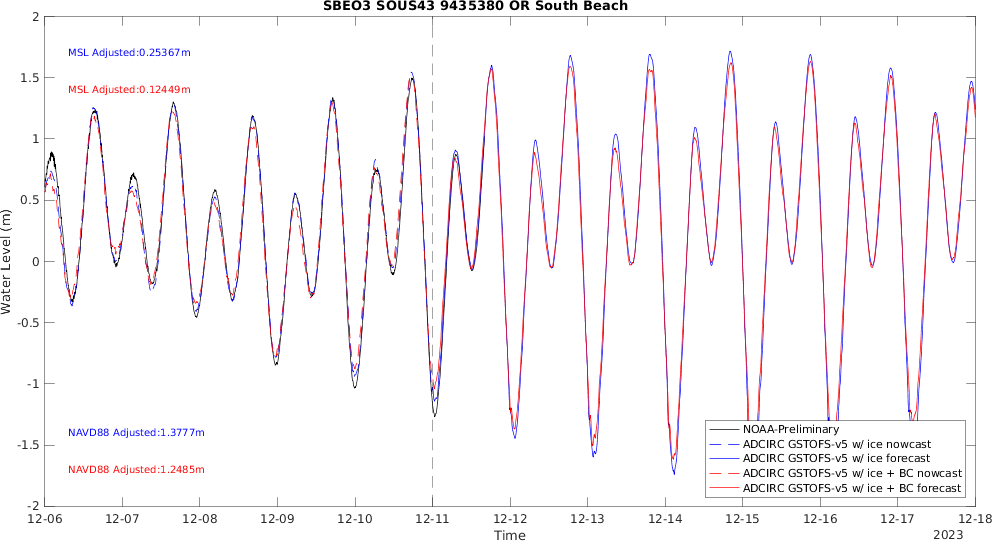 SBEO3 SOUS43 9435380 OR South Beach
2
1.5
1
0.5
0
-0.5
-1
-1.5
-2
Water Level (m)
MSL Adjusted:0.25367m
MSL Adjusted:0.12449m
NAVD88 Adjusted:1.3777m
NAVD88 Adjusted:1.2485m
NOAA-Preliminary
ADCIRC GSTOFS-v5 w/ ice nowcast
ADCIRC GSTOFS-v5 w/ ice forecast
ADCIRC GSTOFS-v5 w/ ice + BC nowcast
ADCIRC GSTOFS-v5 w/ ice + BC forecast
12-06 12-07 12-08 12-09 12-10 12-11 12-12 12-13 12-14 12-15 12-16 12-17 12-18
Time
2023